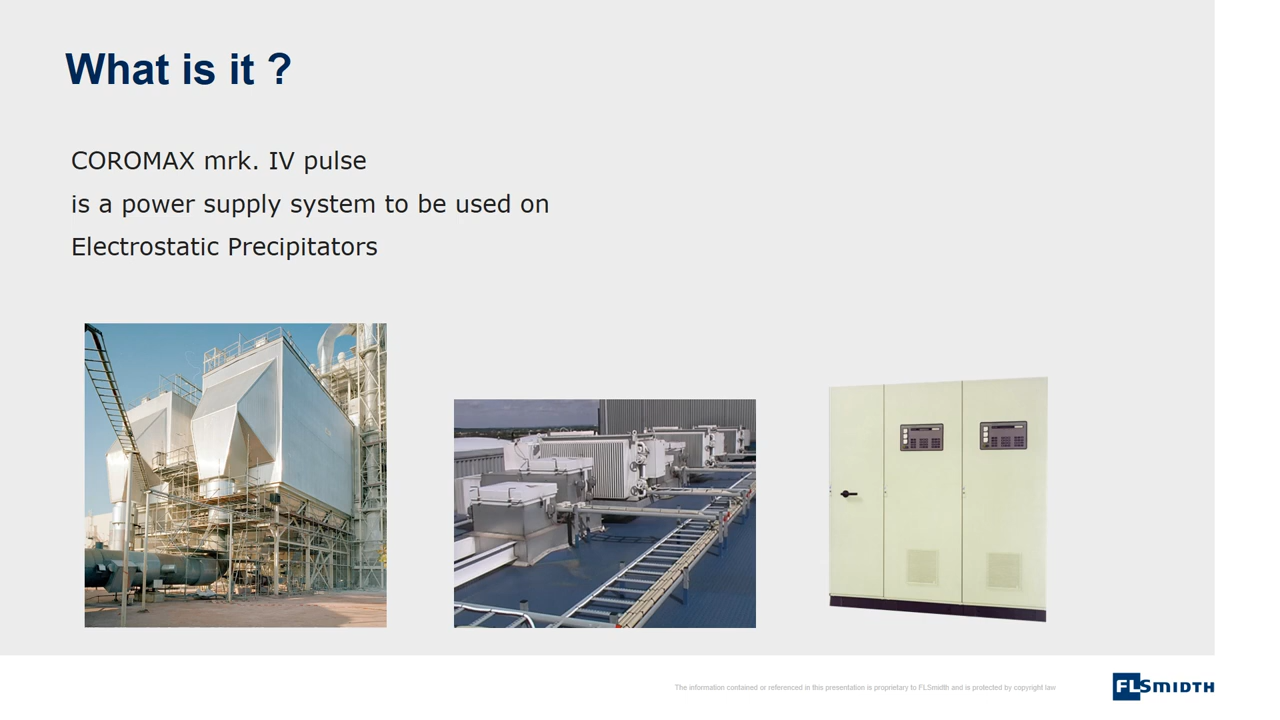 What is it ?
COROMAX mrk. IV pulse
is a power supply system to be used on
Electrostatic Precipitators
The information contained or referenced in this presentation is proprietary to FLSmidth and is protected by copyright law
FLSMIDTH